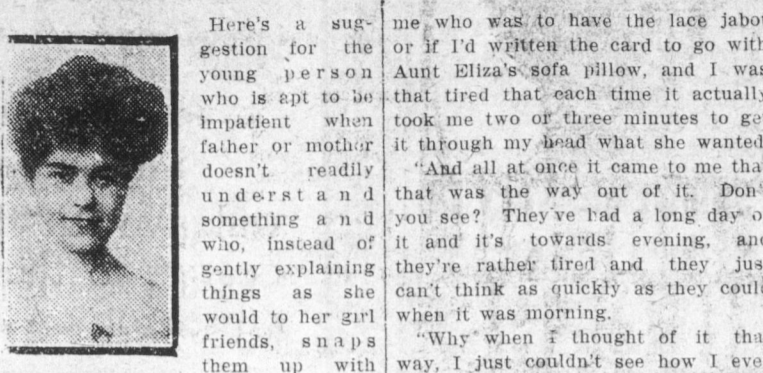 Here's a sug-
gestion for the
young person
who is apt to be
impatient when
father or mother
doesn't readily
understand
something and
who, instead of
gently explaining
things as she
would to her girl
friends, snaps
them up with
me who was to have the lace jabot
or if I'd written the card to go with
Aunt Eliza's sofa pillow, and I was
that tired that each time it actually
took me two or three minutes to get
it through my head what she wanted
"And all at once it came to me that
that was the way out of it. Don't
you see? They've had a long day of
it and it's towards evening, and
they're rather tired and they just
can't think as quickly as they could
when it was morning.
"Why when I thought of it that
way, I just couldn't see how I ever